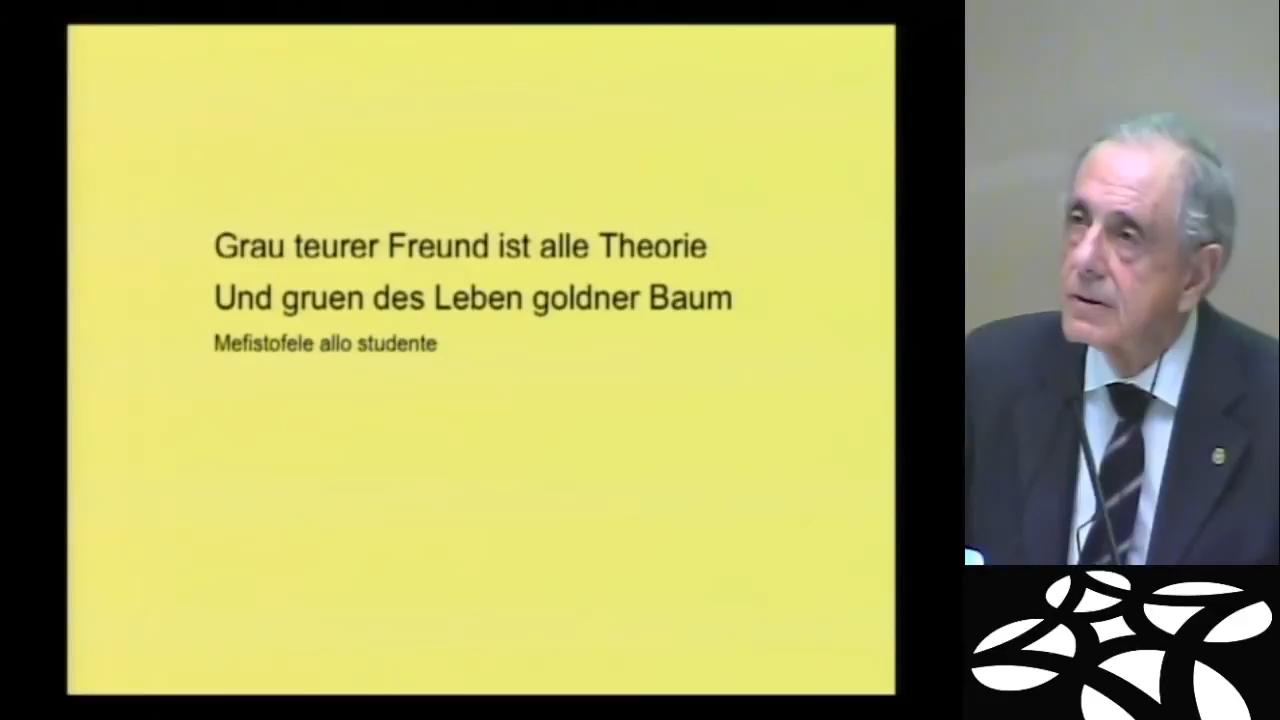 Grau teurer Freund ist alle Theorie
Und gruen des Leben goldner Baum
Mefistofele allo studente